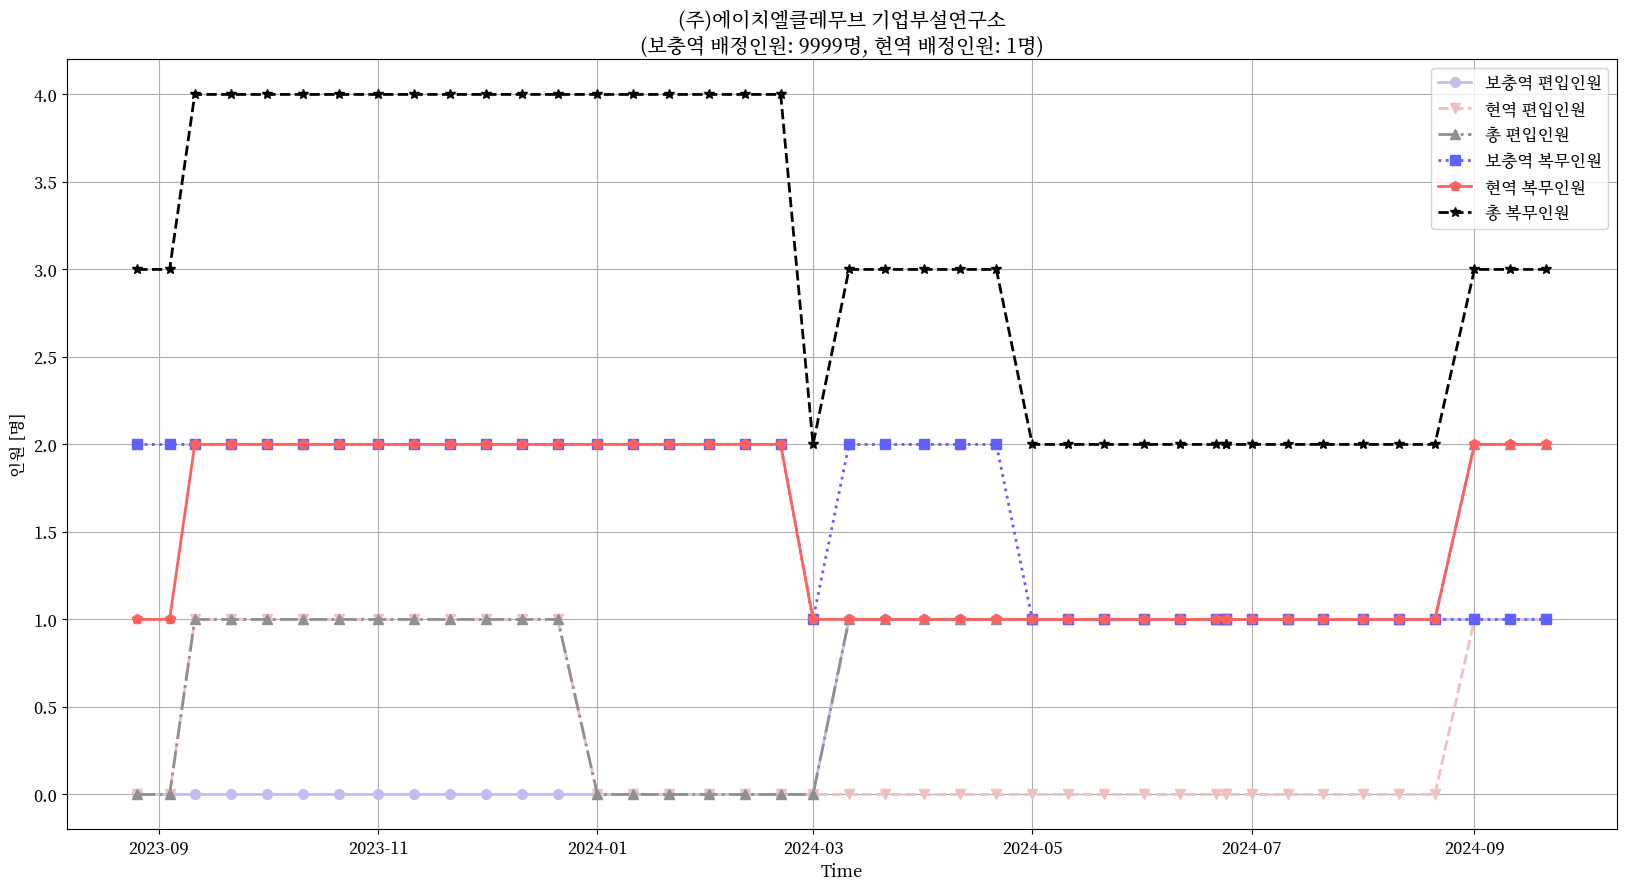 (주)에이치엘클레무브 기업부설연구소
(보충역 배정인원: 9999명, 현역 배정인원: 1명)
보충역 편입인원
현역 편입인원
총 편입인원
보충역 복무인원
현역 복무인원
총 복무인원
인원 [명]
4.0
3.5
3.0
2.5
2.0
1.5
1.0
0.5
0.0
2023-09
2023-11
2024-01
2024-03
2024-05
2024-07
2024-09
Time